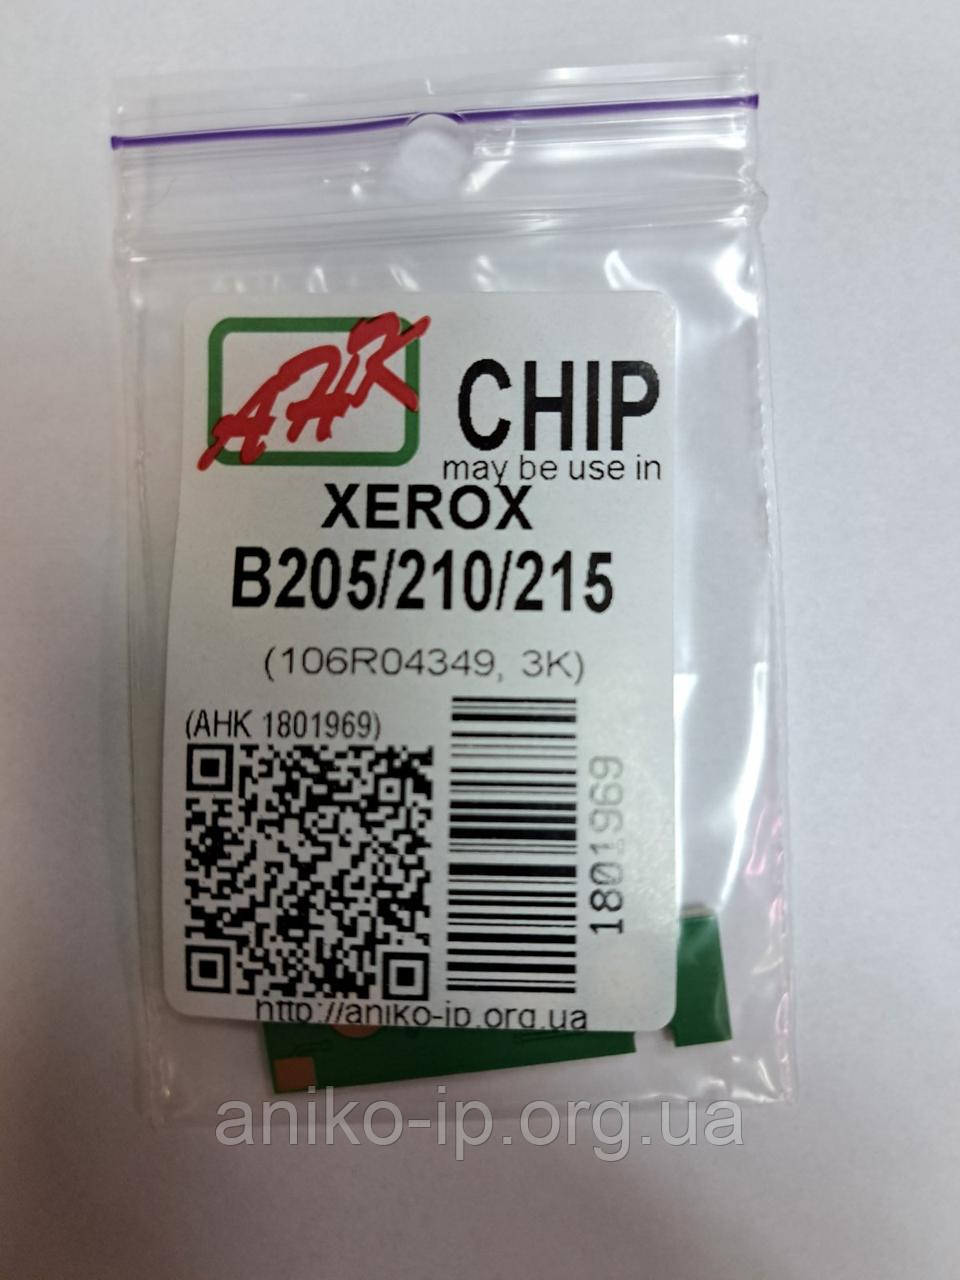 AHK
CHIP
may be use in
XEROX
B205/210/215
(106R04349, 3K)
(AHK 1801969)
1801969
http://aniko-ip.org.ua
aniko-ip.org.ua